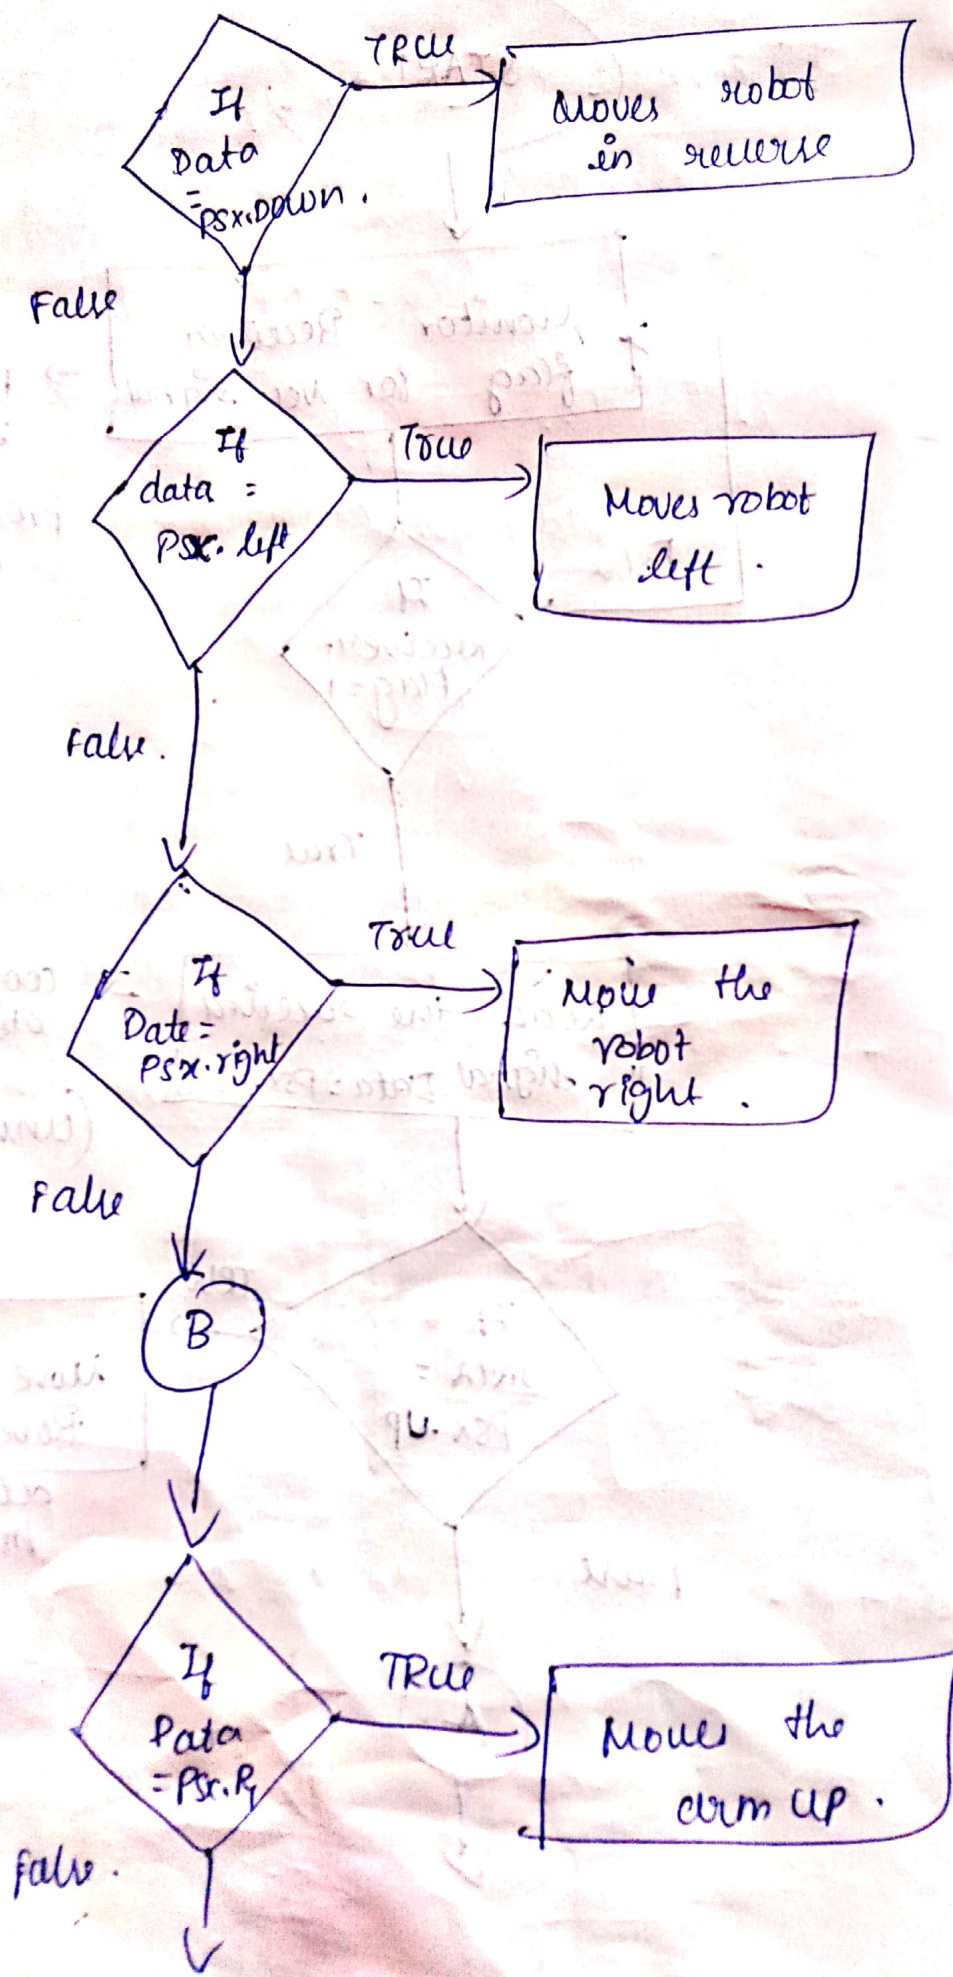 TRUE
If
Data
=
PSX.DOWN.
Moves robot
in reverse
False
If
data =
PSX. left
True
Moves robot
left .
False.
If
Date =
PSX.right
True
Move the
robot
right .
False
B
If
Data
= PSX.R1
TRUE
Moves the
arm UP .
False.